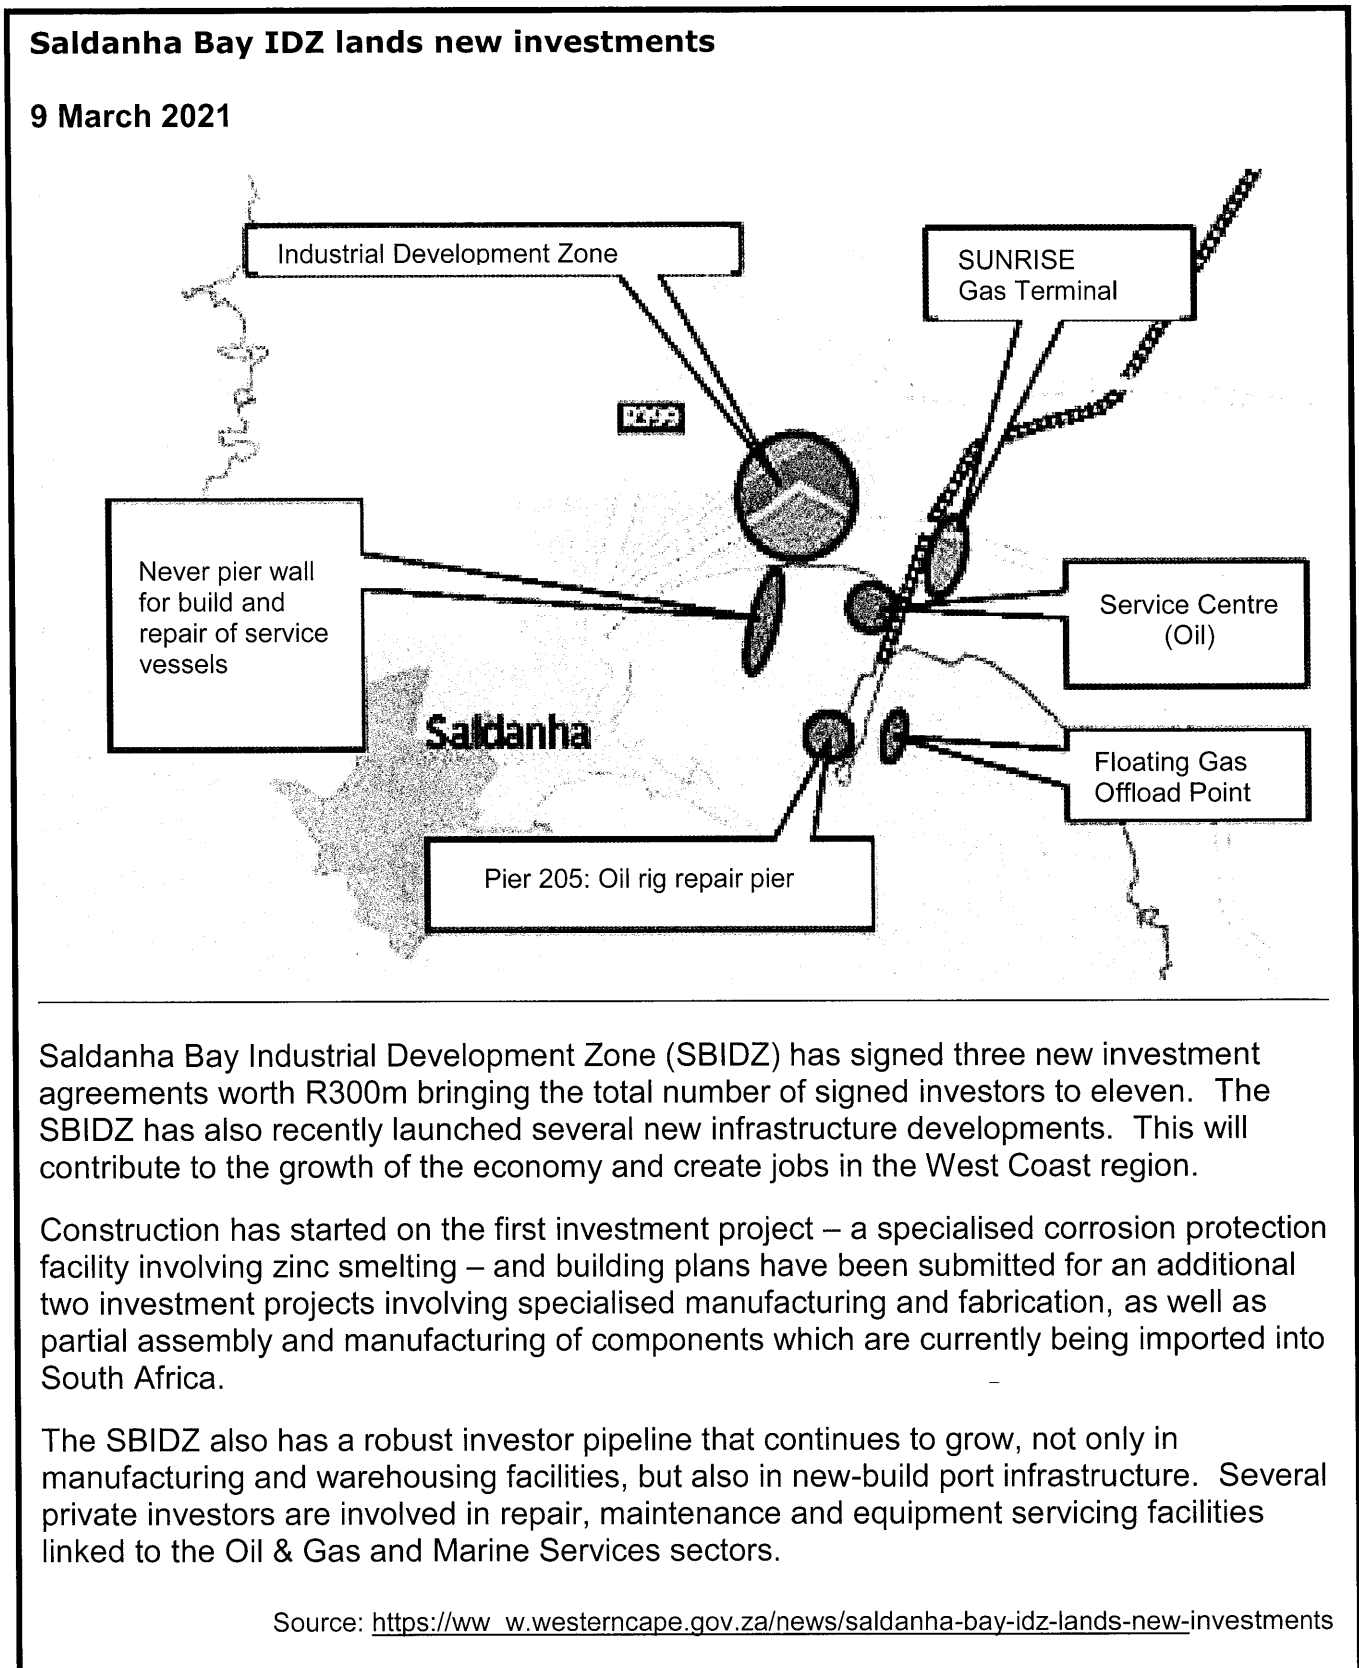 Saldanha Bay IDZ lands new investments
9 March 2021
Industrial Development Zone
SUNRISE
Gas Terminal
Never pier wall
for build and
repair of service
vessels
Service Centre
(Oil)
Saldanha
Floating Gas
Offload Point
Pier 205: Oil rig repair pier
Saldanha Bay Industrial Development Zone (SBIDZ) has signed three new investment
agreements worth R300m bringing the total number of signed investors to eleven. The
SBIDZ has also recently launched several new infrastructure developments. This will
contribute to the growth of the economy and create jobs in the West Coast region.
Construction has started on the first investment project – a specialised corrosion protection
facility involving zinc smelting – and building plans have been submitted for an additional
two investment projects involving specialised manufacturing and fabrication, as well as
partial assembly and manufacturing of components which are currently being imported into
South Africa.
The SBIDZ also has a robust investor pipeline that continues to grow, not only in
manufacturing and warehousing facilities, but also in new-build port infrastructure. Several
private investors are involved in repair, maintenance and equipment servicing facilities
linked to the Oil & Gas and Marine Services sectors.
Source: https://ww w.westerncape.gov.za/news/saldanha-bay-idz-lands-new-investments